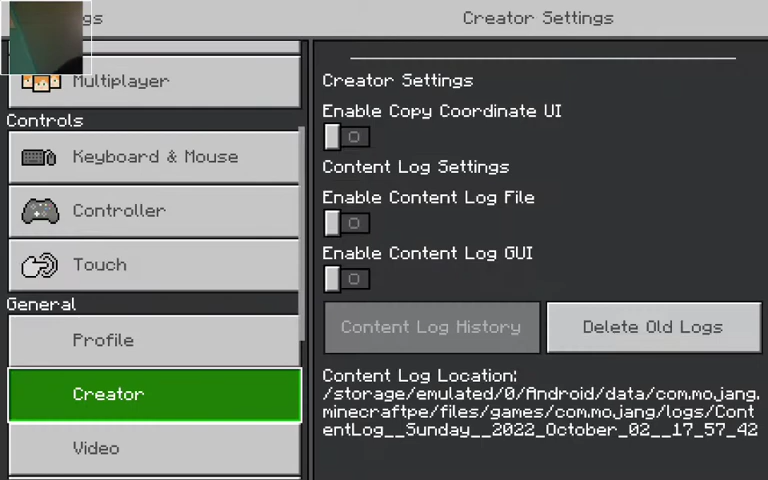 gs
Creator Settings
Multiplayer
Controls
Keyboard & Mouse
Controller
Touch
General
Profile
Creator
Video
Creator Settings
Enable Copy Coordinate UI
Content Log Settings
Enable Content Log File
Enable Content Log GUI
Content Log History
Delete Old Logs
Content Log Location:
/storage/emulated/0/Android/data/com.mojang.
minecraftpe/files/games/com.mojang/logs/Cont
entLog__Sunday__2022_October_02__17_57_42